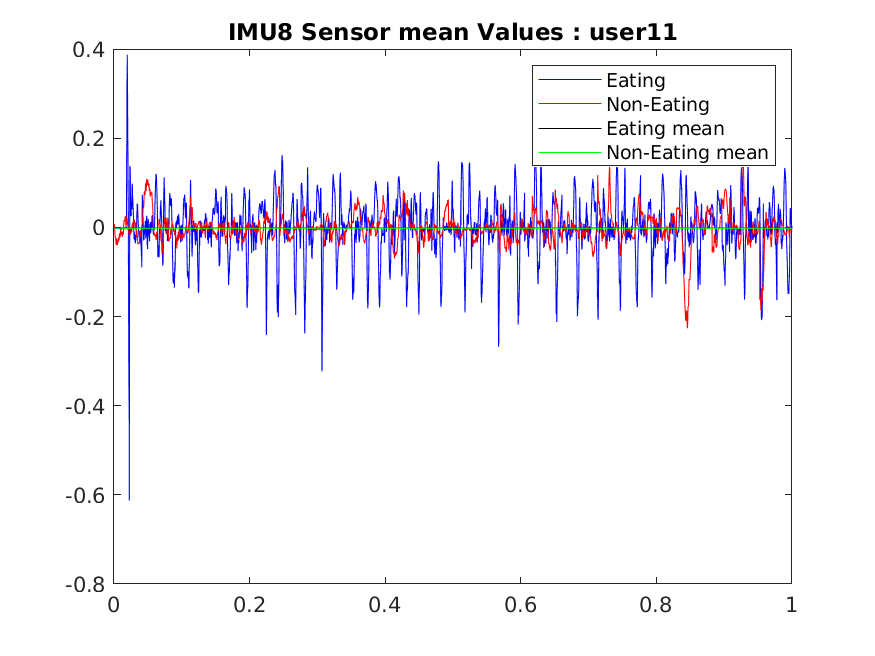 IMU8 Sensor mean Values : user11
0.4
Eating
Non-Eating
Eating mean
Non-Eating mean
0.2
0
-0.2
-0.4
-0.6
-0.8
0 0.2 0.4 0.6 0.8 1